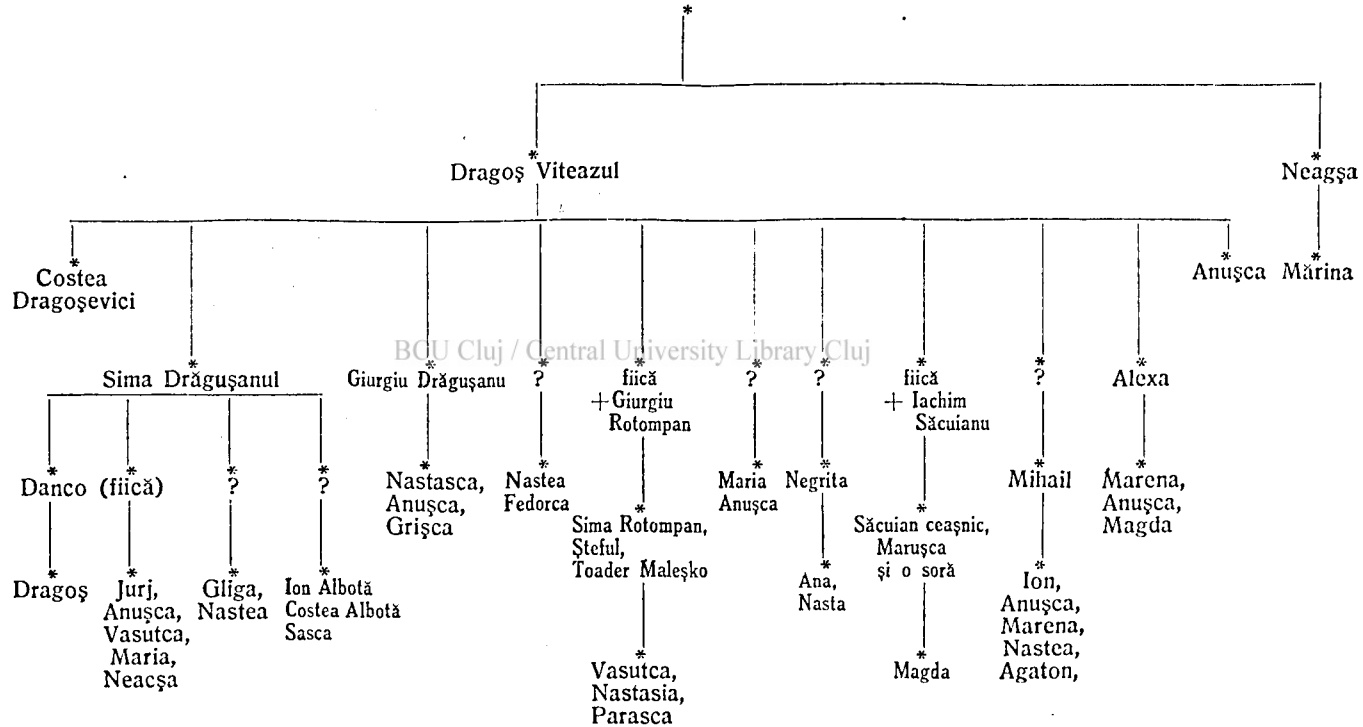 *
* *
Dragoş Viteazul Neagşa
* * *
Costea Dragoşevici Anuşca Mărina
BCU Cluj / Central University Library Cluj
* * * * * * * * *
Sima Drăguşanul Giurgiu Drăguşanu ? fiică ? ? fiică ? Alexa
+ Giurgiu Rotompan + Iachim Săcuianu
* * * * * * * * * *
Danco (fiică) ? ? Nastasca, Nastea Maria Negrita Mihail Marena,
Anuşca, Fedorca Anuşca Anuşca,
Grişca Magda
* *
Sima Rotompan, Săcuian ceaşnic,
Şteful, Maruşca
Toader Maleşko şi o soră
* * * * * *
Dragoş Jurj, Gliga, Ion Albotă Ana, Ion,
Anuşca, Nastea Costea Albotă Nasta Anuşca,
Vasutca, Sasca Marena,
Maria, Nastea,
Neacşa Agaton,
* *
Vasutca, Magda
Nastasia,
Parasca